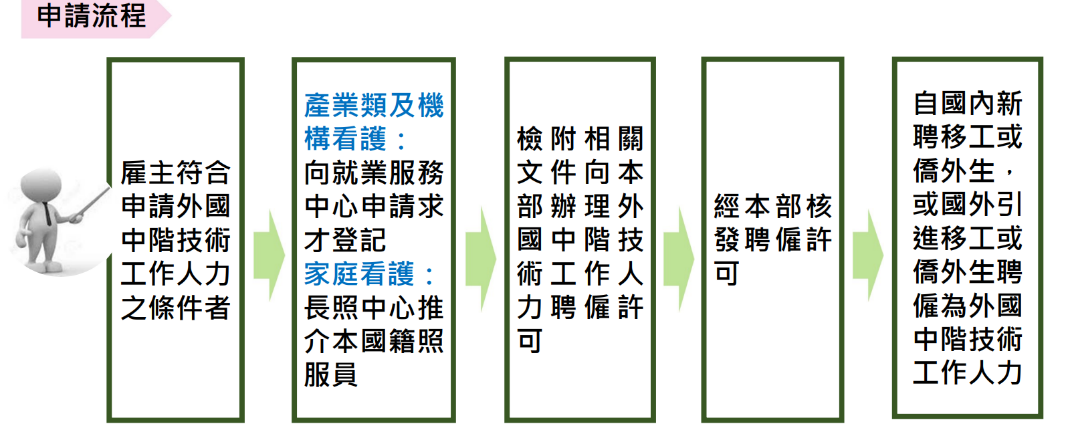 申請流程
雇主符合
申請外國
中階技術
工作人力
之條件者
產業類及機
構看護：
向就業服務
中心申請求
才登記
家庭看護：
長照中心推
介本國籍照
服員
檢附相關
文件向本
部辦理外
國中階技
術工作人
力聘僱許
可
經本部核
發聘僱許
可
自國內新
聘移工或
僑外生，
或國外引
進移工或
僑外生聘
僱為外國
中階技術
工作人力